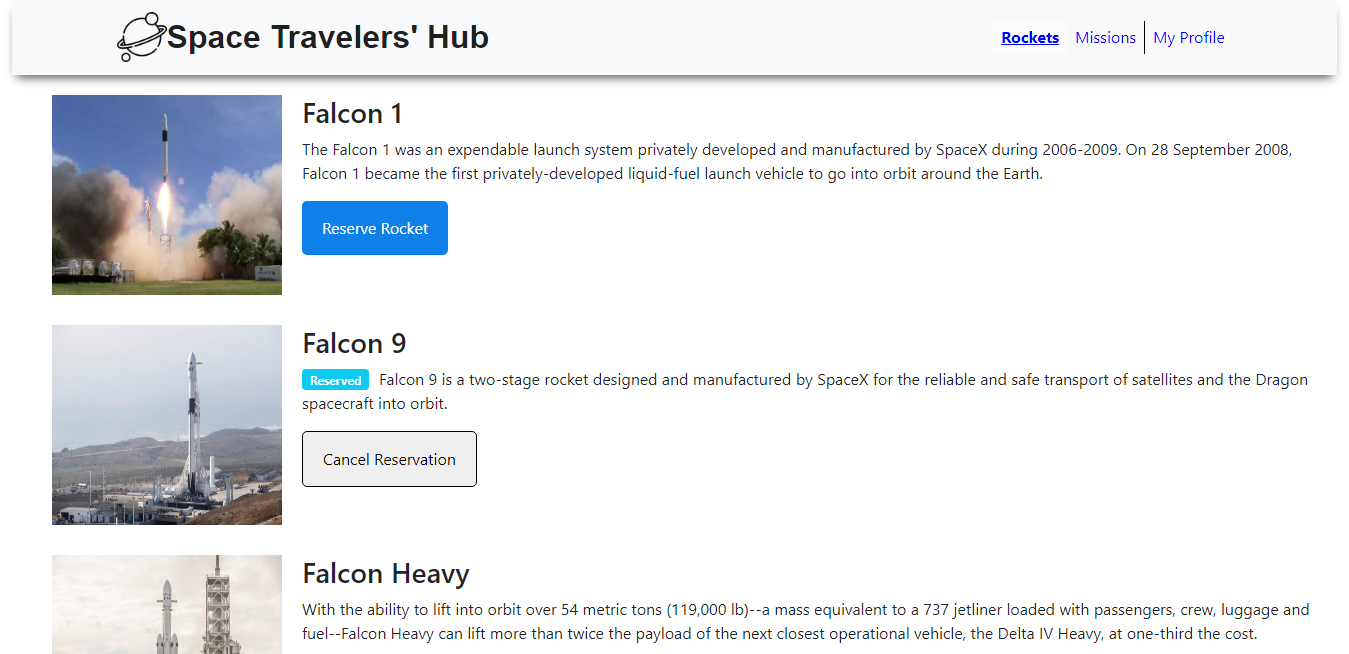 Space Travelers' Hub
Rockets Missions My Profile
Falcon 1
The Falcon 1 was an expendable launch system privately developed and manufactured by SpaceX during 2006-2009. On 28 September 2008,
Falcon 1 became the first privately-developed liquid-fuel launch vehicle to go into orbit around the Earth.
Reserve Rocket
Falcon 9
Reserved Falcon 9 is a two-stage rocket designed and manufactured by SpaceX for the reliable and safe transport of satellites and the Dragon
spacecraft into orbit.
Cancel Reservation
Falcon Heavy
With the ability to lift into orbit over 54 metric tons (119,000 lb)--a mass equivalent to a 737 jetliner loaded with passengers, crew, luggage and
fuel--Falcon Heavy can lift more than twice the payload of the next closest operational vehicle, the Delta IV Heavy, at one-third the cost.